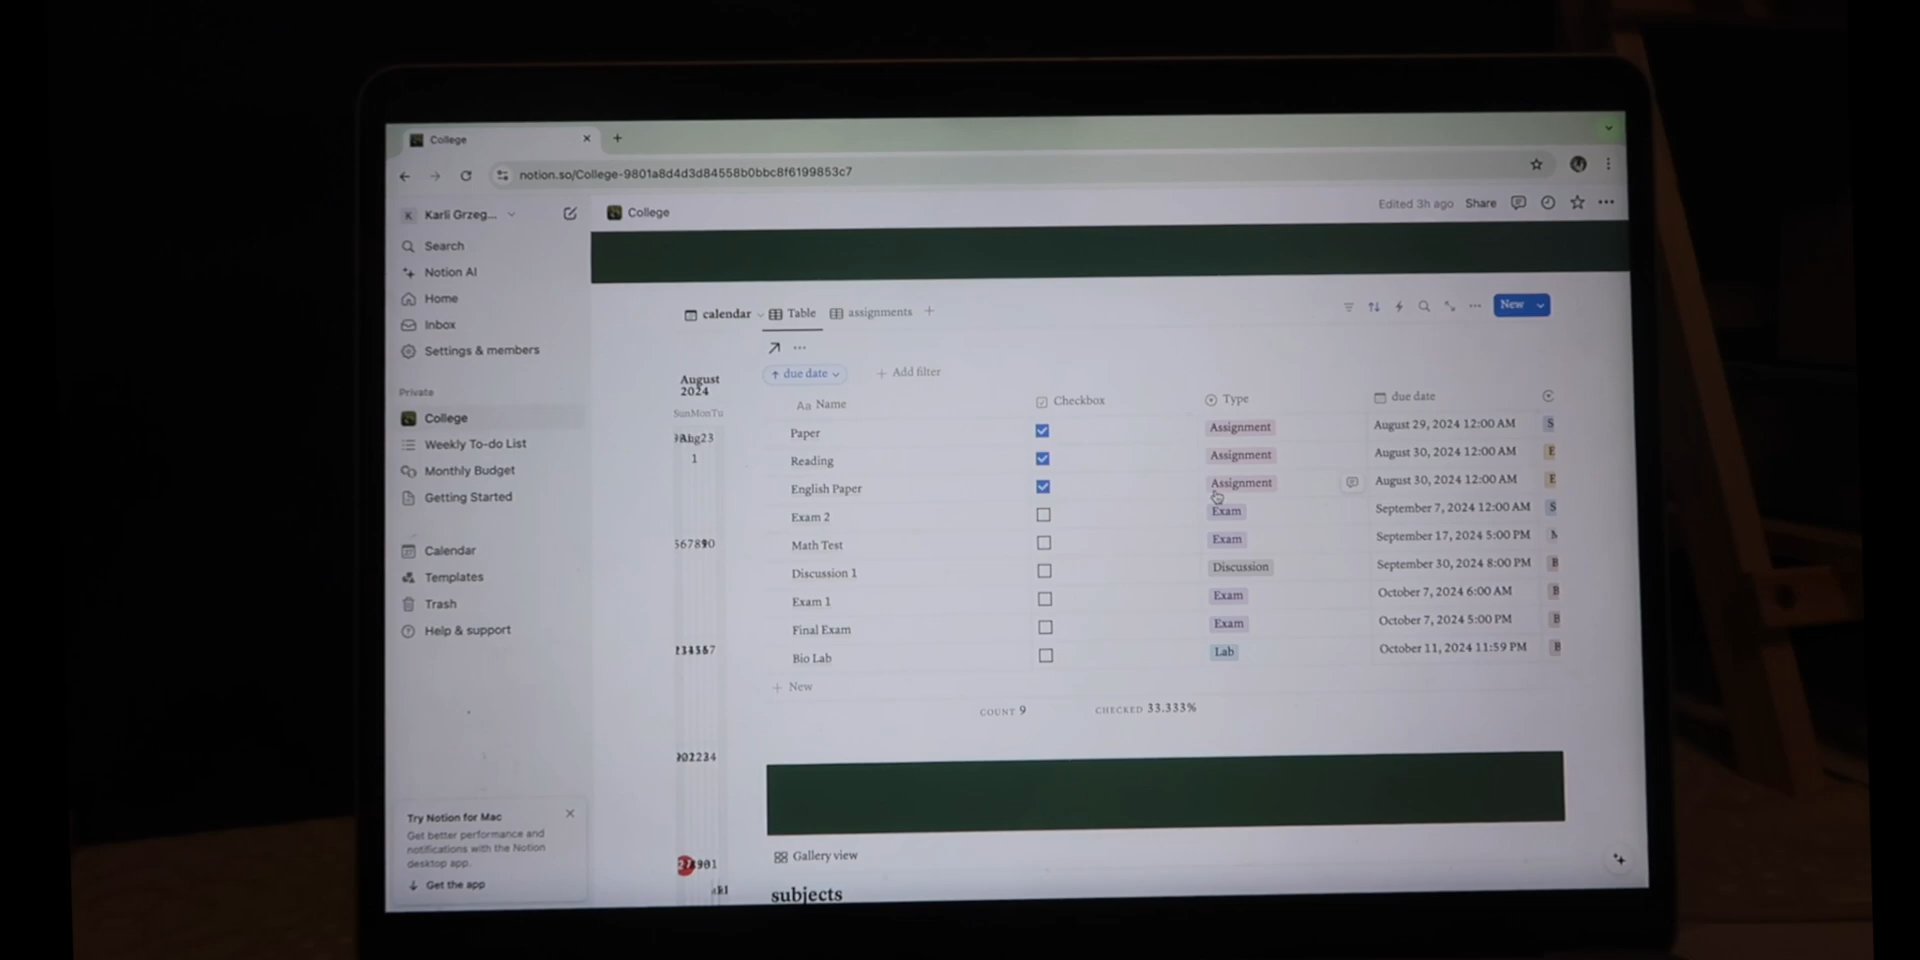 College
notion.so/College-9801a8d4d3d84558b0bbc8f6199853c7
K Karli Grzeg...
College
Edited 3h ago Share
Search
Notion AI
Home
Inbox
Settings & members
Private
College
Weekly To-do List
Monthly Budget
Getting Started
Calendar
Templates
Trash
Help & support
Try Notion for Mac
Get better performance and
notifications with the Notion
desktop app.
Get the app
calendar
Table
assignments
New
due date
Add filter
August
2024
SunMonTu
1
Aa Name Checkbox Type due date
Paper Assignment August 29, 2024 12:00 AM S
Reading Assignment August 30, 2024 12:00 AM E
English Paper Assignment August 30, 2024 12:00 AM E
Exam 2 Exam September 7, 2024 12:00 AM S
Math Test Exam September 17, 2024 5:00 PM
Discussion 1 Discussion September 30, 2024 8:00 PM B
Exam 1 Exam October 7, 2024 6:00 AM B
Final Exam Exam October 7, 2024 5:00 PM B
Bio Lab Lab October 11, 2024 11:59 PM B
+ New
COUNT 9 CHECKED 33.333%
Gallery view
subjects